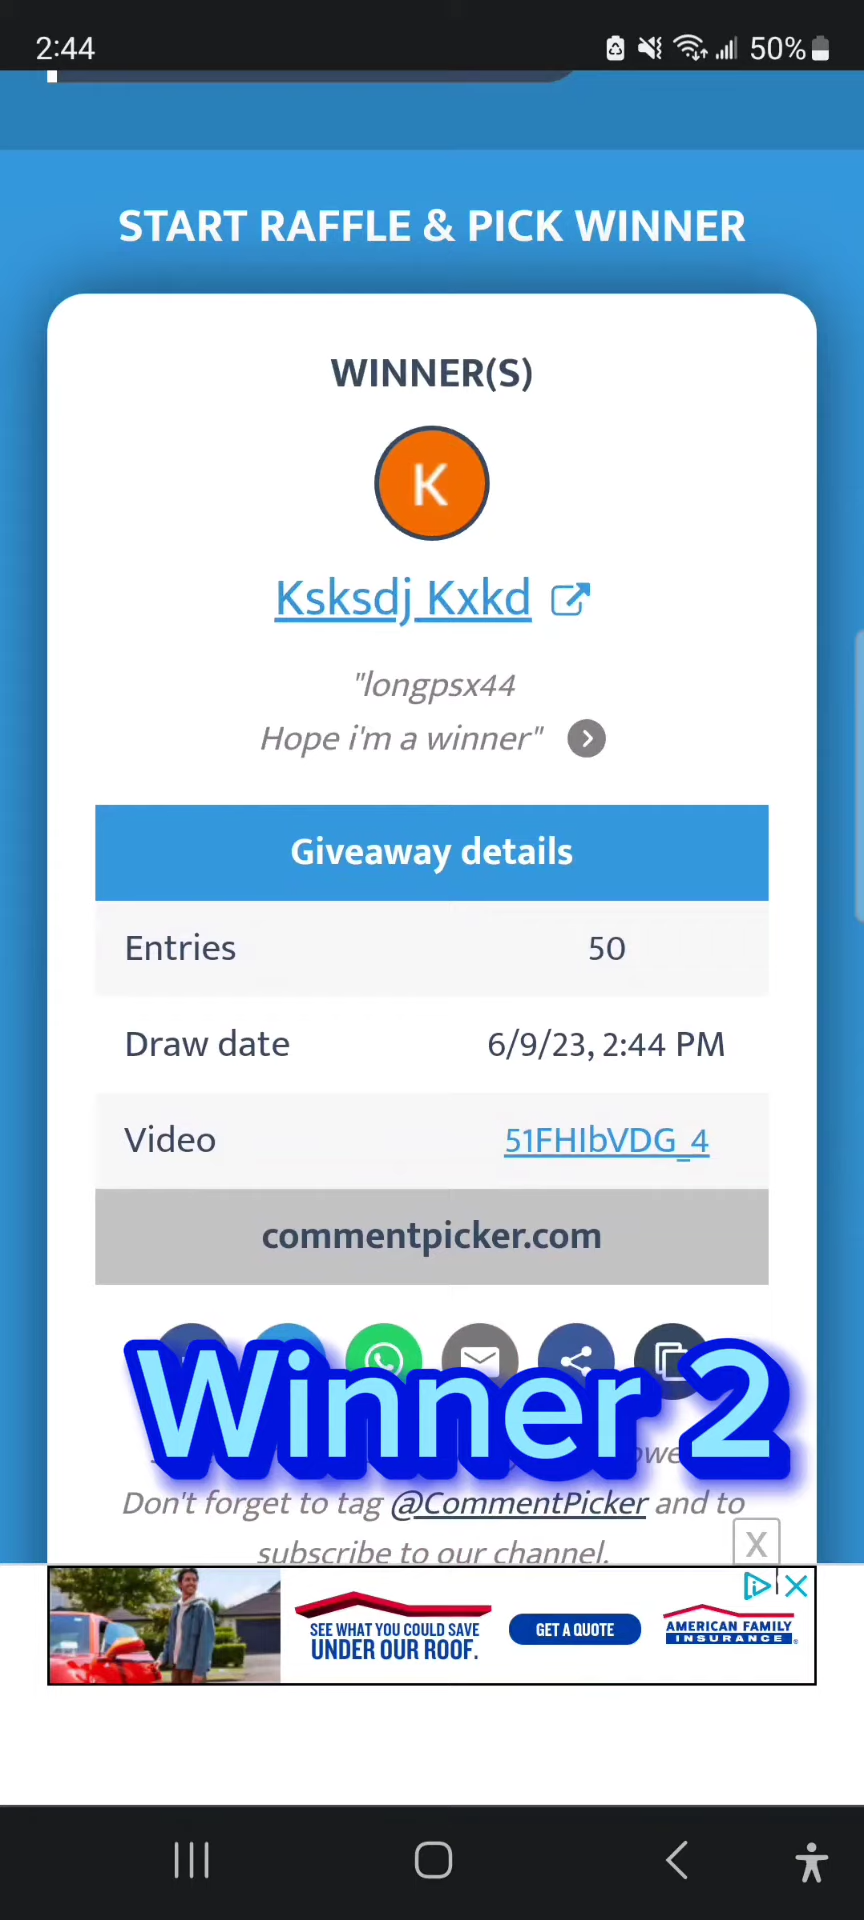 2:44
50%
START RAFFLE & PICK WINNER
WINNER(S)
K
Ksksdj Kxkd
"longpsx44
Hope i'm a winner"
Giveaway details
Entries 50
Draw date 6/9/23, 2:44 PM
Video 51FHIbVDG_4
commentpicker.com
Winner 2
Don't forget to tag @CommentPicker and to
subscribe to our channel.
X
SEE WHAT YOU COULD SAVE
UNDER OUR ROOF.
GET A QUOTE
AMERICAN FAMILY
INSURANCE